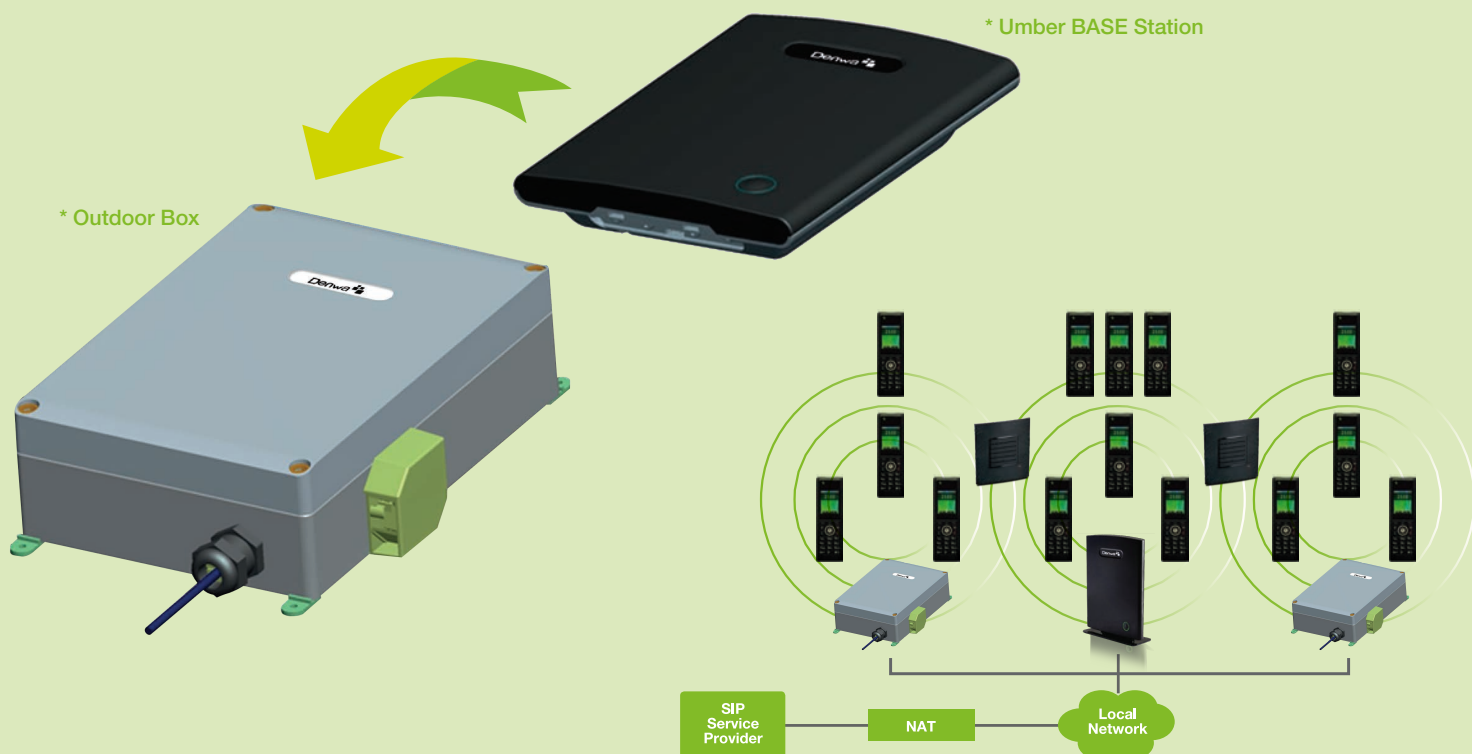 * Umber BASE Station
Denwa
* Outdoor Box
Denwa
Denwa
SIP
Service
Provider
NAT
Local
Network